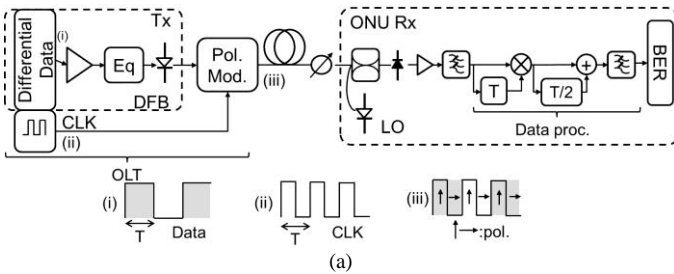 Differential
Data
(i)
Tx
Eq
DFB
CLK
(ii)
OLT
Pol.
Mod.
(iii)
ONU Rx
LO
T
T/2
Data proc.
BER
(i)
T
Data
(ii)
T
CLK
(iii)
:pol.
(a)